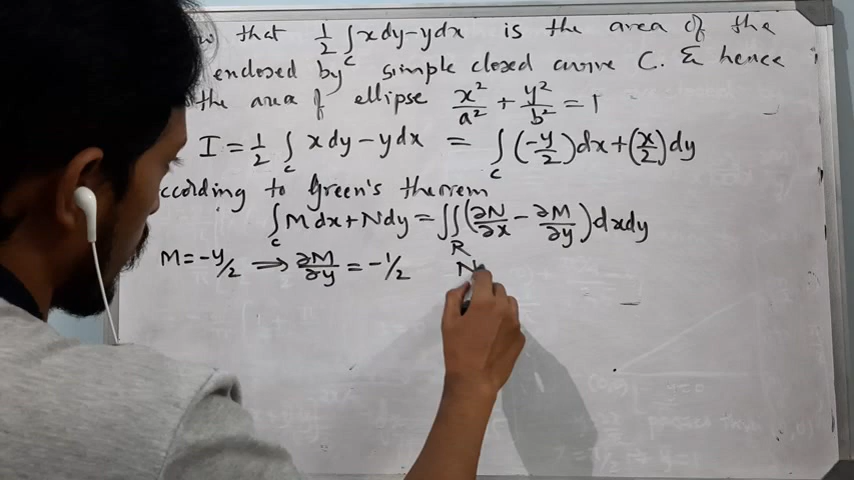 that 1/2 ∫_C xdy-ydx is the area of the
enclosed by simple closed curve C. & hence
the area of ellipse x²/a² + y²/b² = 1
I = 1/2 ∫_C xdy-ydx = ∫_C (-y/2)dx+(x/2)dy
ccording to Green's theorem
∫_C Mdx+Ndy = ∬_R (∂N/∂x - ∂M/∂y)dxdy
M = -y/2 ⟹ ∂M/∂y = -1/2 N